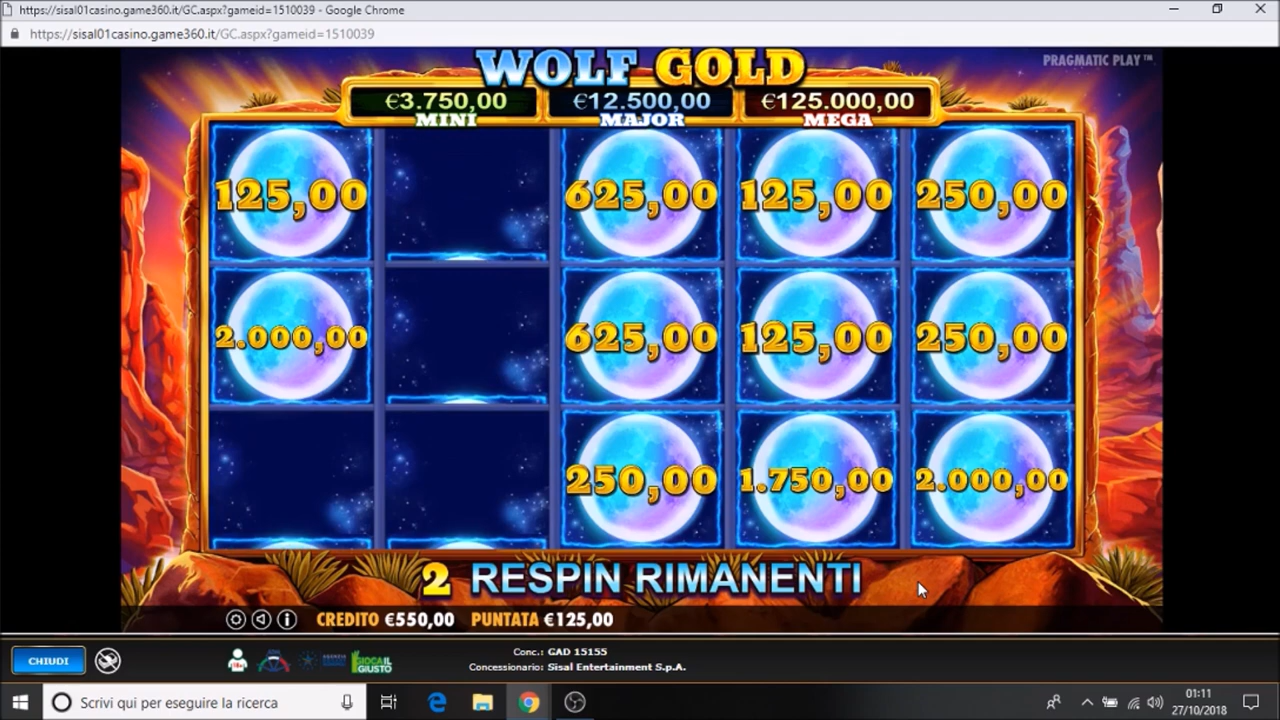 https://sisal01casino.game360.it/GC.aspx?gameid=1510039 - Google Chrome
https://sisal01casino.game360.it/GC.aspx?gameid=1510039
WOLF GOLD
PRAGMATIC PLAY™
€3.750,00 €12.500,00 €125.000,00
MINI MAJOR MEGA
125,00 625,00 125,00 250,00
2.000,00 625,00 125,00 250,00
250,00 1.750,00 2.000,00
2 RESPIN RIMANENTI
CREDITO €550,00 PUNTATA €125,00
CHIUDI
GIOCA IL GIUSTO
Conc.: GAD 15155
Concessionario: Sisal Entertainment S.p.A.
Scrivi qui per eseguire la ricerca
01:11
27/10/2018